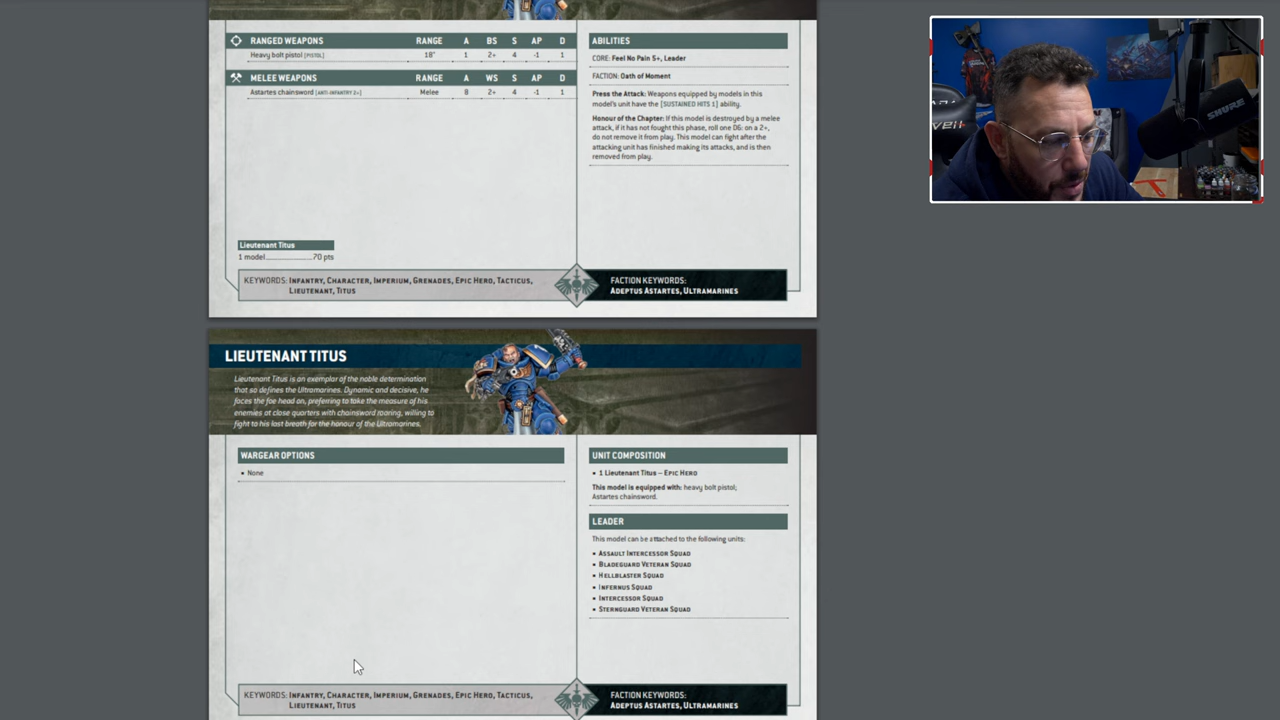 RANGED WEAPONS RANGE A BS S AP D
Heavy bolt pistol [PISTOL] 18" 1 2+ 4 -1 1
MELEE WEAPONS RANGE A WS S AP D
Astartes chainsword [ANTI-INFANTRY 2+] Melee 8 2+ 4 -1 1
Lieutenant Titus
1 model 70 pts
ABILITIES
CORE: Feel No Pain 5+, Leader
FACTION: Oath of Moment
Press the Attack: Weapons equipped by models in this
model's unit have the [SUSTAINED HITS 1] ability.
Honour of the Chapter: If this model is destroyed by a melee
attack, if it has not fought this phase, roll one D6: on a 2+,
do not remove it from play. This model can fight after the
attacking unit has finished making its attacks, and is then
removed from play.
KEYWORDS: INFANTRY, CHARACTER, IMPERIUM, GRENADES, EPIC HERO, TACTICUS,
LIEUTENANT, TITUS
FACTION KEYWORDS:
ADEPTUS ASTARTES, ULTRAMARINES
LIEUTENANT TITUS
Lieutenant Titus is an exemplar of the noble determination
that so defines the Ultramarines. Dynamic and decisive, he
faces the foe head on, preferring to take the measure of his
enemies at close quarters with chainsword roaring, willing to
fight to his last breath for the honour of the Ultramarines.
WARGEAR OPTIONS
• None
UNIT COMPOSITION
• 1 Lieutenant Titus – EPIC HERO
This model is equipped with: heavy bolt pistol;
Astartes chainsword.
LEADER
This model can be attached to the following units:
• ASSAULT INTERCESSOR SQUAD
• BLADEGUARD VETERAN SQUAD
• HELLBLASTER SQUAD
• INFERNUS SQUAD
• INTERCESSOR SQUAD
• STERNGUARD VETERAN SQUAD
KEYWORDS: INFANTRY, CHARACTER, IMPERIUM, GRENADES, EPIC HERO, TACTICUS,
LIEUTENANT, TITUS
FACTION KEYWORDS:
ADEPTUS ASTARTES, ULTRAMARINES
SHURE